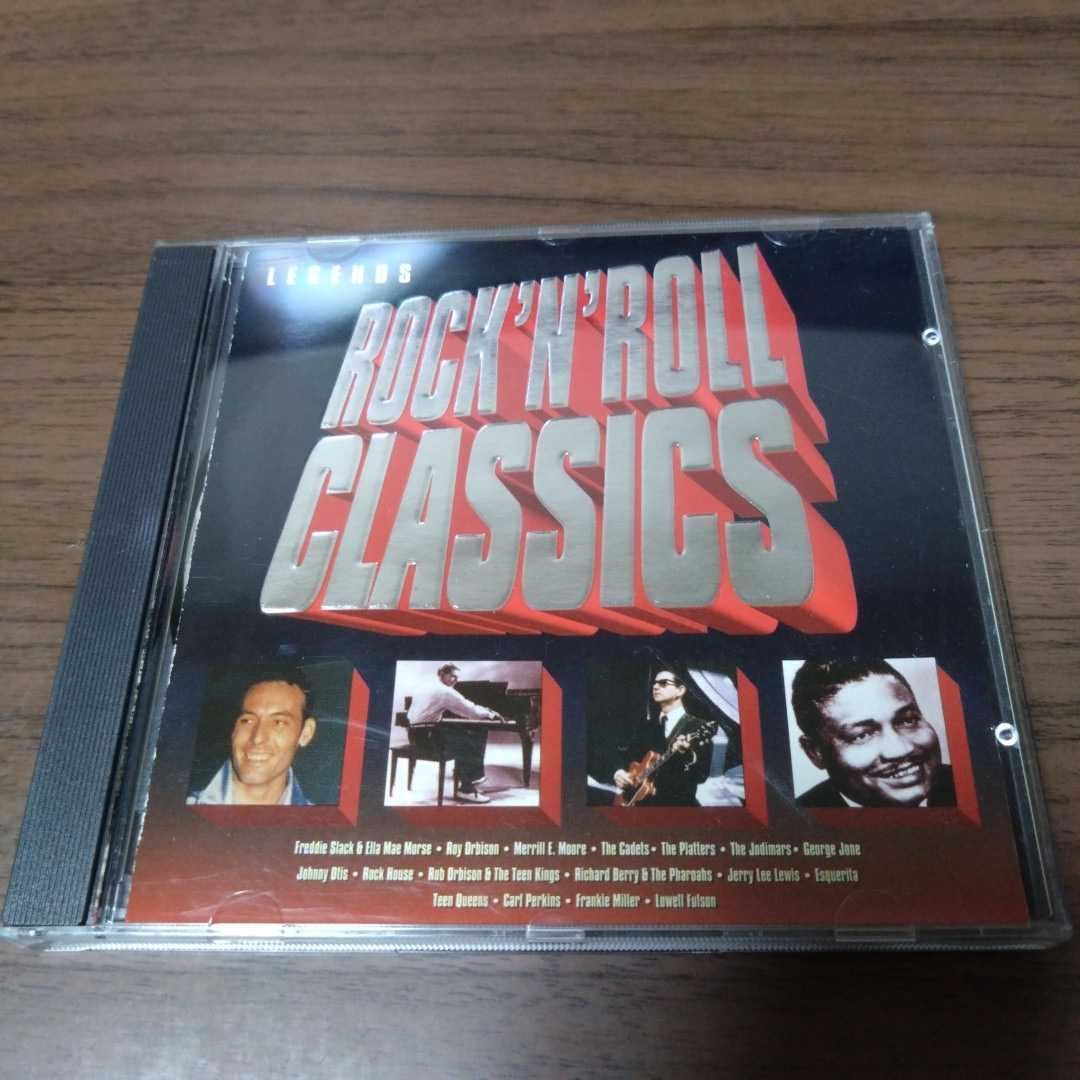 LEGENDS
ROCK'N'ROLL
CLASSICS
Freddie Slack & Ella Mae Morse • Roy Orbison • Merrill E. Moore • The Cadets • The Platters • The Jodimars • George Jone
Johnny Otis • Rock House • Rob Orbison & The Teen Kings • Richard Berry & The Pharoahs • Jerry Lee Lewis • Esquerita
Teen Queens • Carl Perkins • Frankie Miller • Lowell Fulson